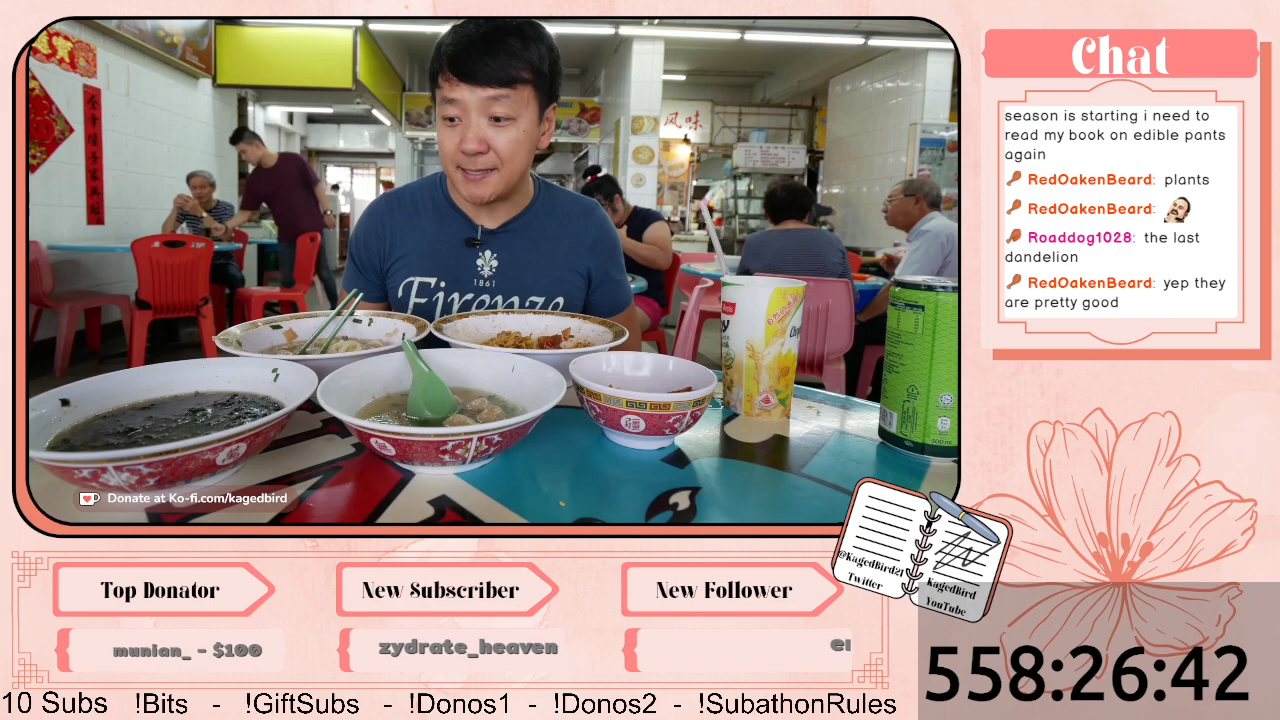 Chat
season is starting i need to
read my book on edible pants
again
RedOakenBeard: plants
RedOakenBeard:
Roaddog1028: the last
dandelion
RedOakenBeard: yep they
are pretty good
风味
1861
Firenze
500 ml
Donate at Ko-fi.com/kagedbird
@KagedBird21
Twitter
KagedBird
YouTube
Top Donator
New Subscriber
New Follower
munian_ - $100
zydrate_heaven
el
558:26:42
10 Subs !Bits - !GiftSubs - !Donos1 - !Donos2 - !SubathonRules